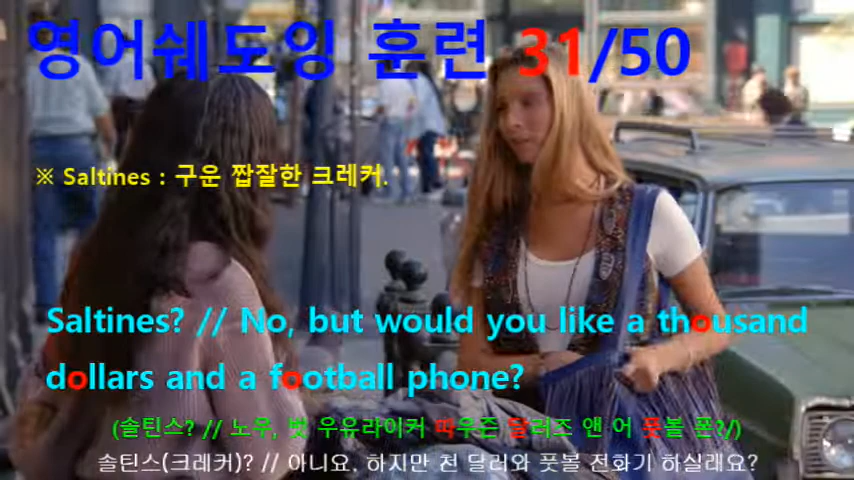 영어쉐도잉 훈련 31/50
※ Saltines : 구운 짭잘한 크레커.
Saltines? // No, but would you like a thousand
dollars and a football phone?
(솔틴스? // 노우, 벗 우유라이커 따우즌 달러즈 앤 어 풋볼 폰?/)
솔틴스(크레커)? // 아니요, 하지만 천 달러와 풋볼 전화기 하실래요?